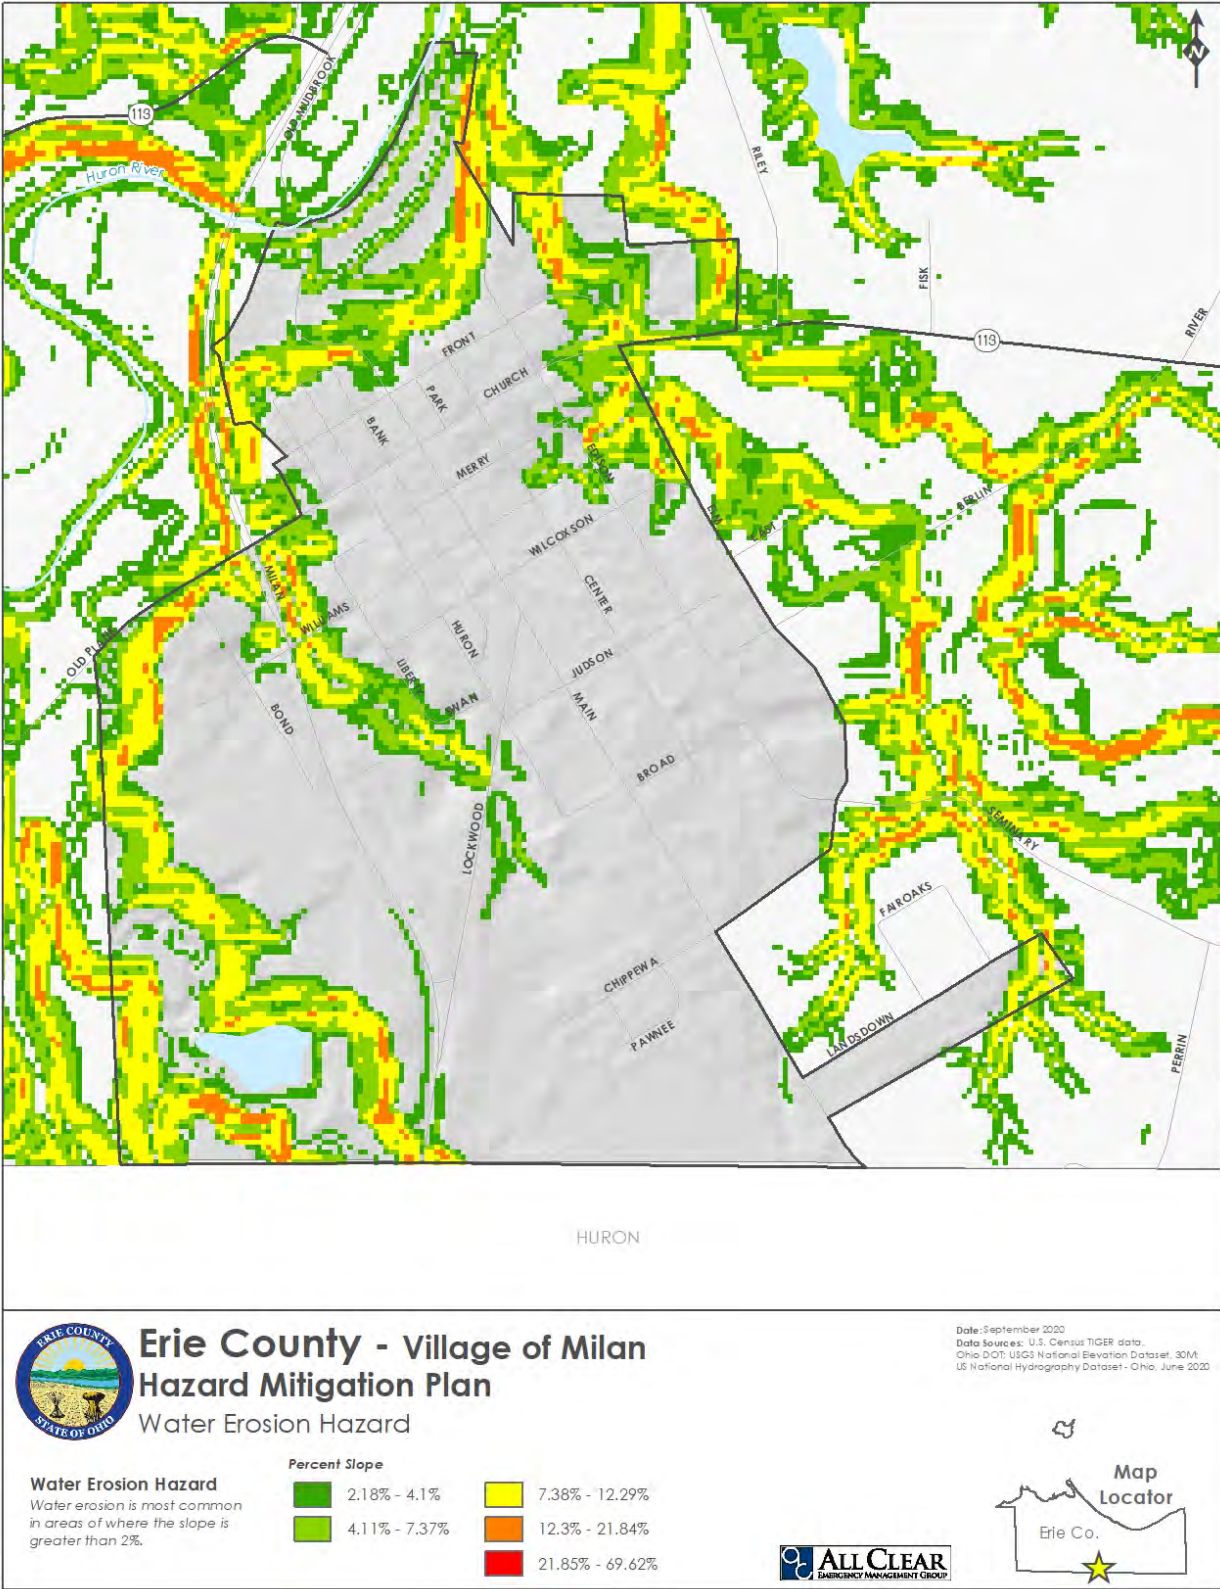 N
113
OLD MUDBROOK
Huron River
RILEY
FISK
RIVER
113
FRONT
CHURCH
PARK
BANK
MERRY
EDISON
WILCOXSON
ELM
BERLIN
MILAN
CENTER
WILLIAMS
HURON
JUDSON
OLD PLANK
LIBERTY
SWAN
MAIN
BOND
BROAD
LOCKWOOD
SEMINARY
FAIROAKS
CHIPPEWA
PAWNEE
LANDSDOWN
PERRIN
HURON
ERIE COUNTY
STATE OF OHIO
Erie County - Village of Milan
Hazard Mitigation Plan
Water Erosion Hazard
Date: September 2020
Data Sources: U.S. Census TIGER data,
Ohio DOT; USGS National Elevation Dataset, 30M;
US National Hydrography Dataset - Ohio, June 2020
Water Erosion Hazard
Water erosion is most common
in areas of where the slope is
greater than 2%.
Percent Slope
2.18% - 4.1%
4.11% - 7.37%
7.38% - 12.29%
12.3% - 21.84%
21.85% - 69.62%
ALL CLEAR
EMERGENCY MANAGEMENT GROUP
Map
Locator
Erie Co.